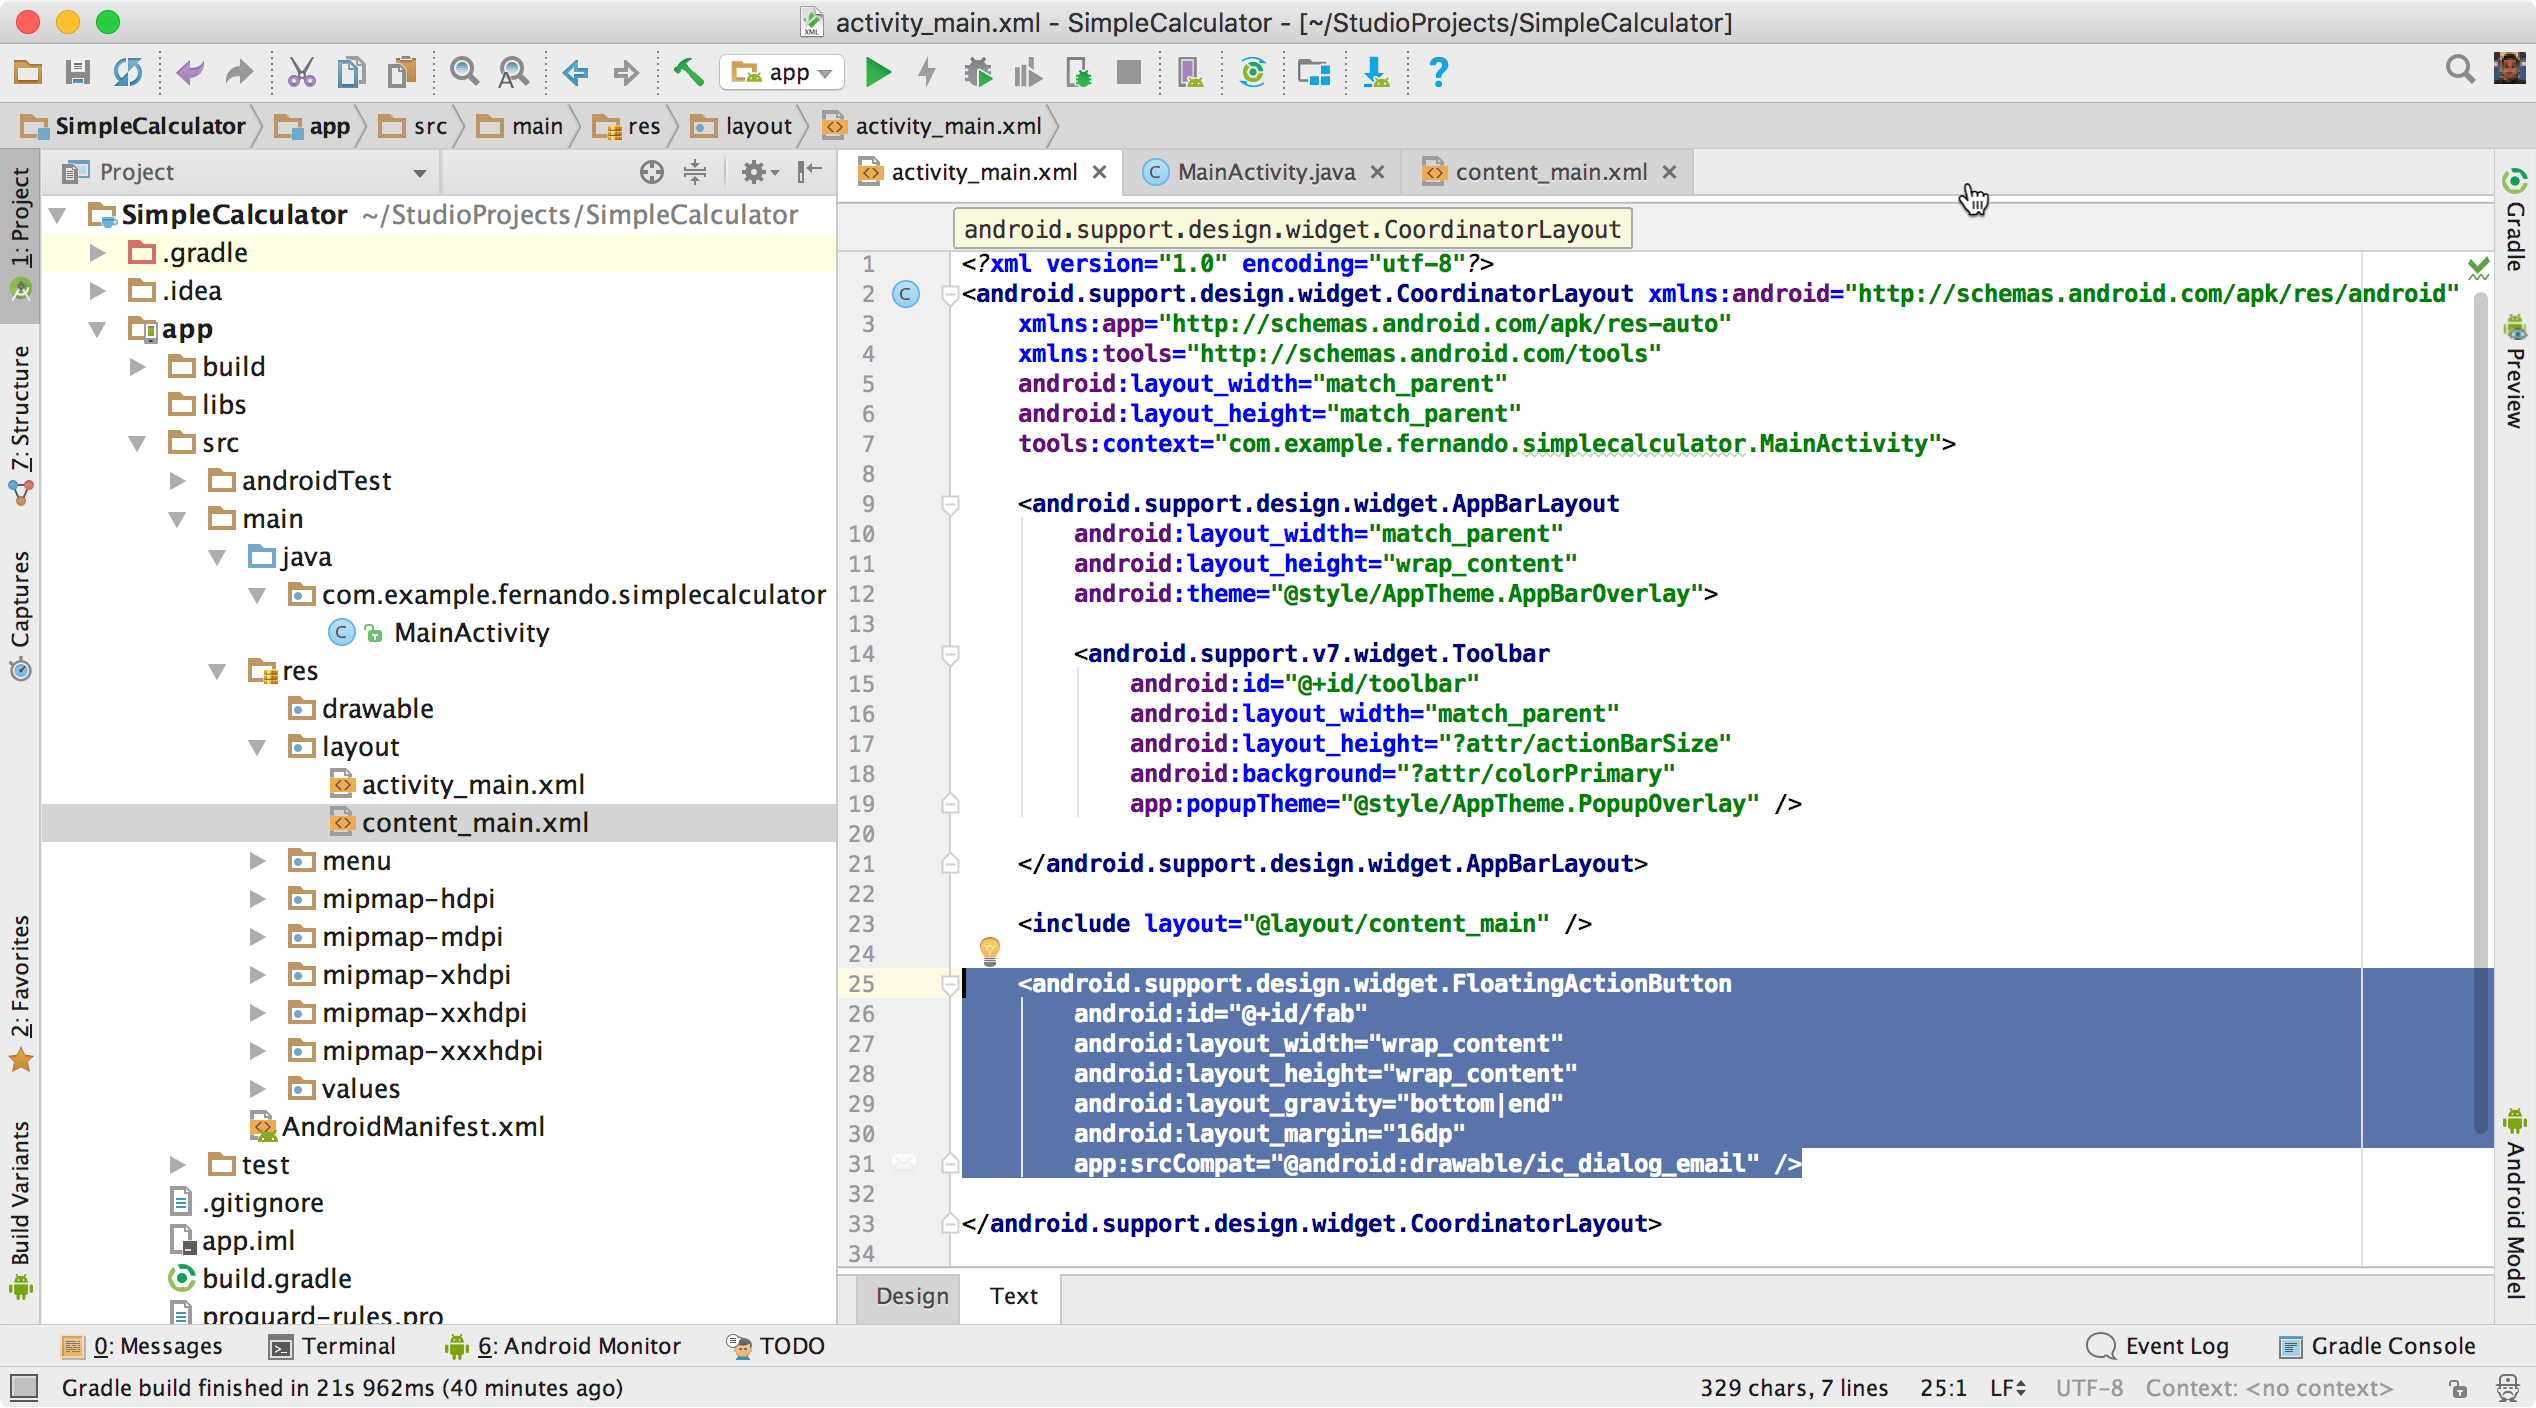 activity_main.xml - SimpleCalculator - [~/StudioProjects/SimpleCalculator]
app
SimpleCalculator app src main res layout activity_main.xml
Project
activity_main.xml MainActivity.java content_main.xml
1: Project
7: Structure
Captures
2: Favorites
Build Variants
SimpleCalculator ~/StudioProjects/SimpleCalculator
.gradle
.idea
app
build
libs
src
androidTest
main
java
com.example.fernando.simplecalculator
MainActivity
res
drawable
layout
activity_main.xml
content_main.xml
menu
mipmap-hdpi
mipmap-mdpi
mipmap-xhdpi
mipmap-xxhdpi
mipmap-xxxhdpi
values
AndroidManifest.xml
test
.gitignore
app.iml
build.gradle
proguard-rules.pro
android.support.design.widget.CoordinatorLayout
1 <?xml version="1.0" encoding="utf-8"?>
2 <android.support.design.widget.CoordinatorLayout xmlns:android="http://schemas.android.com/apk/res/android"
3 xmlns:app="http://schemas.android.com/apk/res-auto"
4 xmlns:tools="http://schemas.android.com/tools"
5 android:layout_width="match_parent"
6 android:layout_height="match_parent"
7 tools:context="com.example.fernando.simplecalculator.MainActivity">
8
9 <android.support.design.widget.AppBarLayout
10 android:layout_width="match_parent"
11 android:layout_height="wrap_content"
12 android:theme="@style/AppTheme.AppBarOverlay">
13
14 <android.support.v7.widget.Toolbar
15 android:id="@+id/toolbar"
16 android:layout_width="match_parent"
17 android:layout_height="?attr/actionBarSize"
18 android:background="?attr/colorPrimary"
19 app:popupTheme="@style/AppTheme.PopupOverlay" />
20
21 </android.support.design.widget.AppBarLayout>
22
23 <include layout="@layout/content_main" />
24
25 <android.support.design.widget.FloatingActionButton
26 android:id="@+id/fab"
27 android:layout_width="wrap_content"
28 android:layout_height="wrap_content"
29 android:layout_gravity="bottom|end"
30 android:layout_margin="16dp"
31 app:srcCompat="@android:drawable/ic_dialog_email" />
32
33 </android.support.design.widget.CoordinatorLayout>
34
Design Text
Gradle
Preview
Android Model
0: Messages Terminal 6: Android Monitor TODO Event Log Gradle Console
Gradle build finished in 21s 962ms (40 minutes ago) 329 chars, 7 lines 25:1 LF UTF-8 Context: <no context>